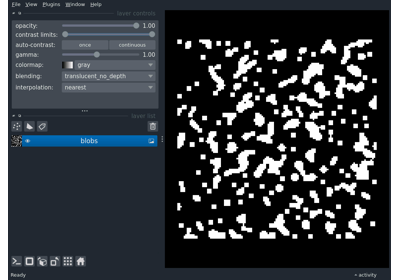 File View Plugins Window Help
layer controls
opacity: 1.00
contrast limits:
auto-contrast: once continuous
gamma: 1.00
colormap: gray
blending: translucent_no_depth
interpolation: nearest
layer list
blobs
Ready
activity